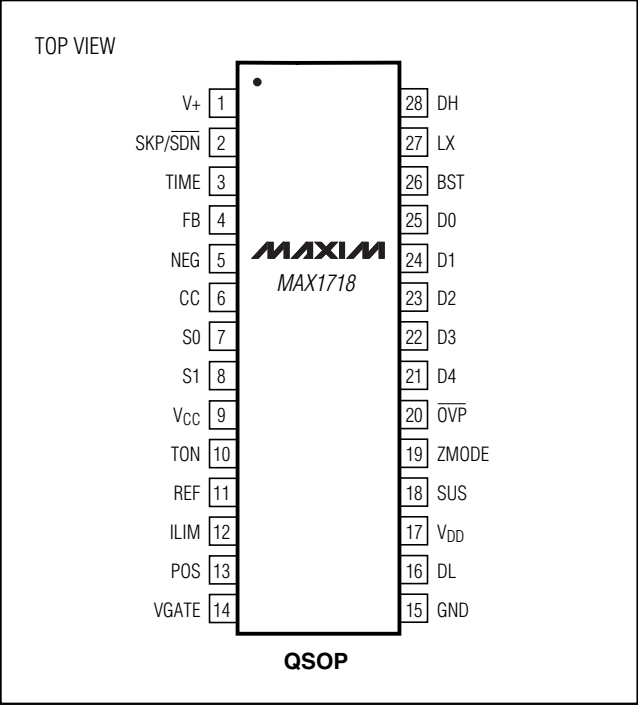 TOP VIEW
V+ 1 28 DH
SKP/S̅D̅N̅ 2 27 LX
TIME 3 26 BST
FB 4 25 D0
NEG 5 24 D1
MAXIM
MAX1718
CC 6 23 D2
S0 7 22 D3
S1 8 21 D4
VCC 9 20 O̅V̅P̅
TON 10 19 ZMODE
REF 11 18 SUS
ILIM 12 17 VDD
POS 13 16 DL
VGATE 14 15 GND
QSOP